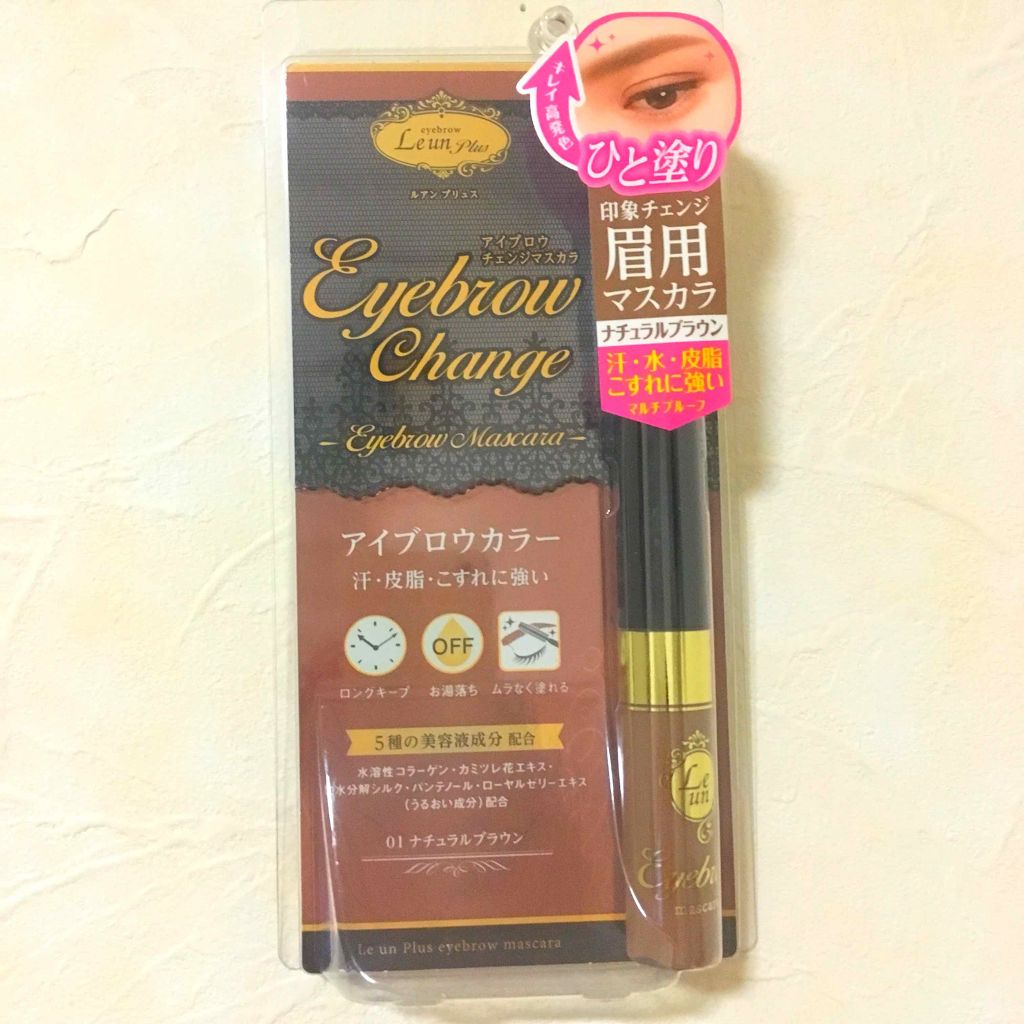 キレイ高発色
ひと塗り
印象チェンジ
眉用
マスカラ
ナチュラルブラウン
汗・水・皮脂
こすれに強い
マルチプルーフ
eyebrow
Le un Plus
ルアン プリュス
アイブロウ
チェンジマスカラ
Eyebrow
Change
– Eyebrow Mascara –
アイブロウカラー
汗・皮脂・こすれに強い
OFF
ロングキープ お湯落ち ムラなく塗れる
5種の美容液成分 配合
水溶性コラーゲン・カミツレ花エキス・
水分解シルク・パンテノール・ローヤルゼリーエキス
(うるおい成分)配合
01 ナチュラルブラウン
Le un Plus eyebrow mascara
Le
un
Eyebr
mascar